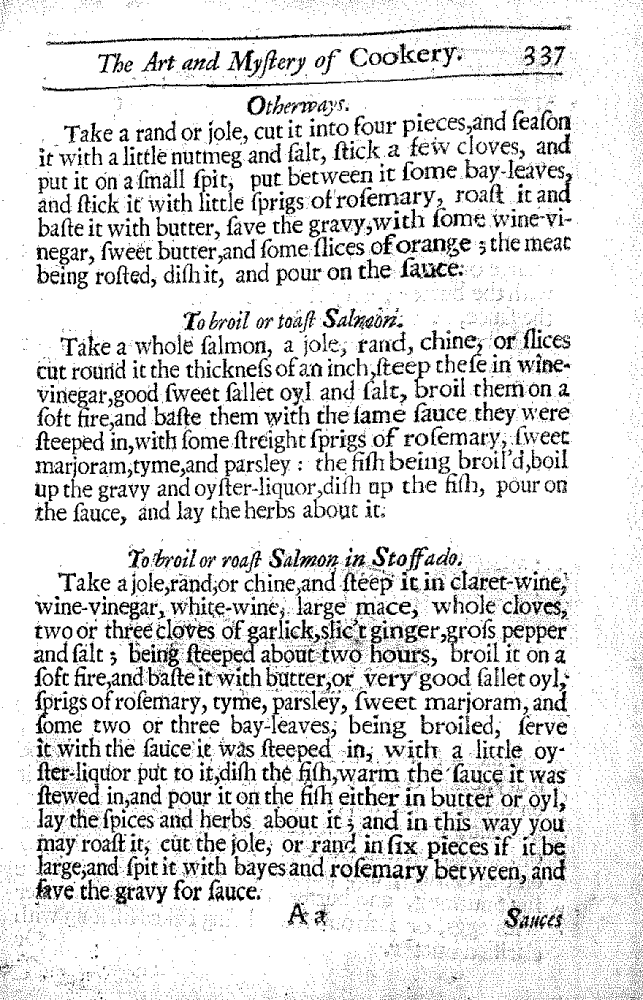 The Art and Myſtery of Cookery. 337
Otherways.
Take a rand or jole, cut it into four pieces,and ſeaſon
it with a little nutmeg and ſalt, ſtick a few cloves, and
put it on a ſmall ſpit, put between it ſome bay-leaves,
and ſtick it with little ſprigs of roſemary, roaſt it and
baſte it with butter, ſave the gravy,with ſome wine-vi-
negar, ſweet butter,and ſome ſlices of orange ; the meat
being roſted, diſh it, and pour on the ſauce.
To broil or toaſt Salmon.
Take a whole ſalmon, a jole, rand, chine, or ſlices
cut round it the thickneſs of an inch,ſteep theſe in wine-
vinegar,good ſweet ſallet oyl and ſalt, broil them on a
ſoft fire,and baſte them with the ſame ſauce they were
ſteeped in,with ſome ſtreight ſprigs of roſemary, ſweet
marjoram,tyme,and parsley : the fiſh being broil'd,boil
up the gravy and oyſter-liquor,diſh up the fiſh, pour on
the ſauce, and lay the herbs about it.
To broil or roaſt Salmon in Stoffado.
Take a jole,rand,or chine,and ſteep it in claret-wine,
wine-vinegar, white-wine, large mace, whole cloves,
two or three cloves of garlick,slic't ginger,groſs pepper
and ſalt ; being ſteeped about two hours, broil it on a
ſoft fire,and baſte it with butter,or very good ſallet oyl,
ſprigs of roſemary, tyme, parsley, ſweet marjoram, and
ſome two or three bay-leaves, being broiled, ſerve
it with the ſauce it was ſteeped in, with a little oy-
ſter-liquor put to it,diſh the fiſh,warm the ſauce it was
ſtewed in,and pour it on the fiſh either in butter or oyl,
lay the ſpices and herbs about it ; and in this way you
may roaſt it, cut the jole, or rand in ſix pieces if it be
large,and ſpit it with bayes and roſemary between, and
ſave the gravy for ſauce.
A a Sauces